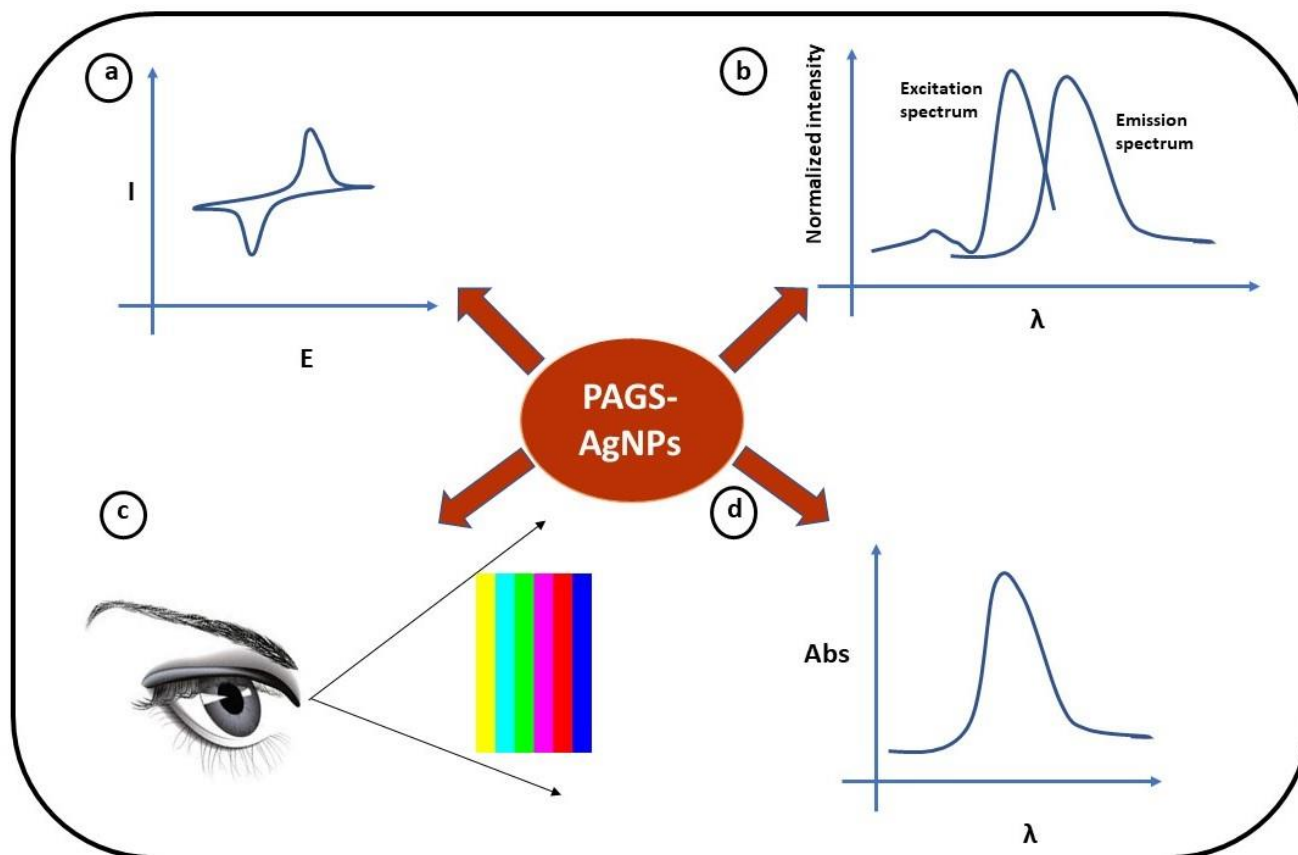 a
I
E
b
Normalized intensity
Excitation
spectrum
Emission
spectrum
λ
PAGS-
AgNPs
c
d
Abs
λ